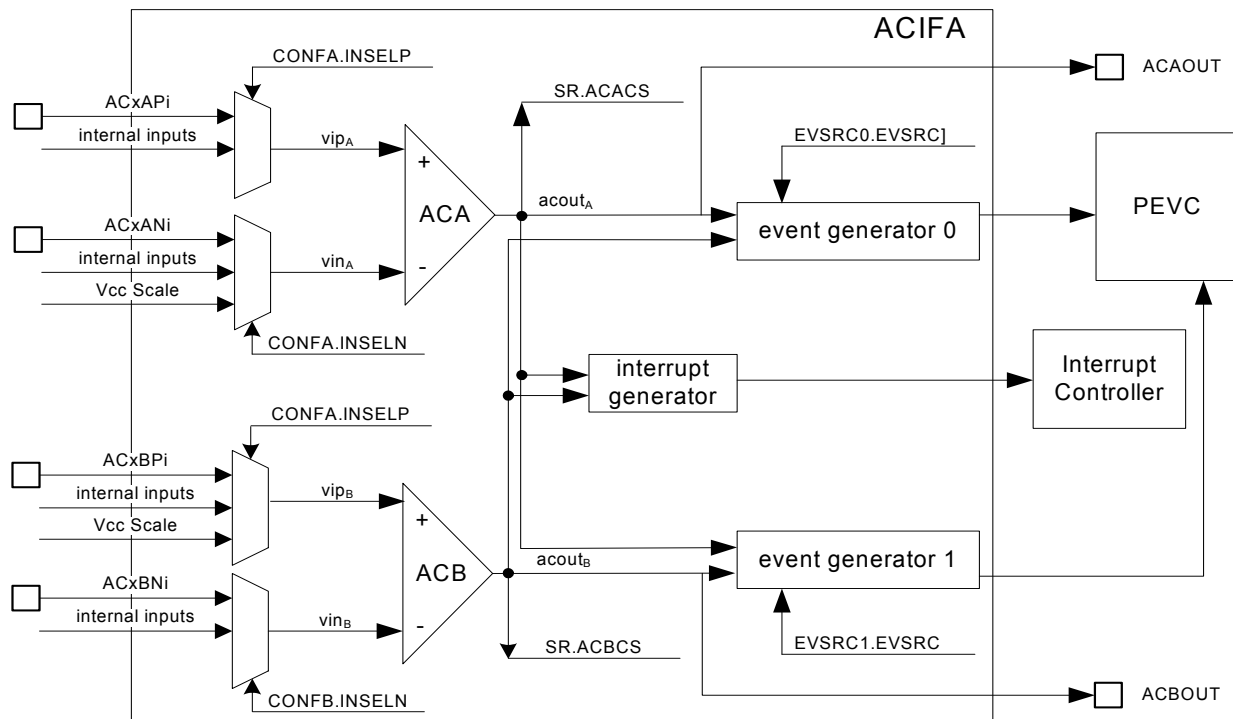 ACIFA
CONFA.INSELP
ACxAPi
internal inputs
vipA
ACxANi
internal inputs
Vcc Scale
vinA
CONFA.INSELN
+
ACA
-
SR.ACACS
acoutA
EVSRC0.EVSRC]
event generator 0
ACAOUT
PEVC
interrupt
generator
Interrupt
Controller
CONFA.INSELP
ACxBPi
internal inputs
Vcc Scale
vipB
ACxBNi
internal inputs
vinB
CONFB.INSELN
+
ACB
-
acoutB
SR.ACBCS
event generator 1
EVSRC1.EVSRC
ACBOUT